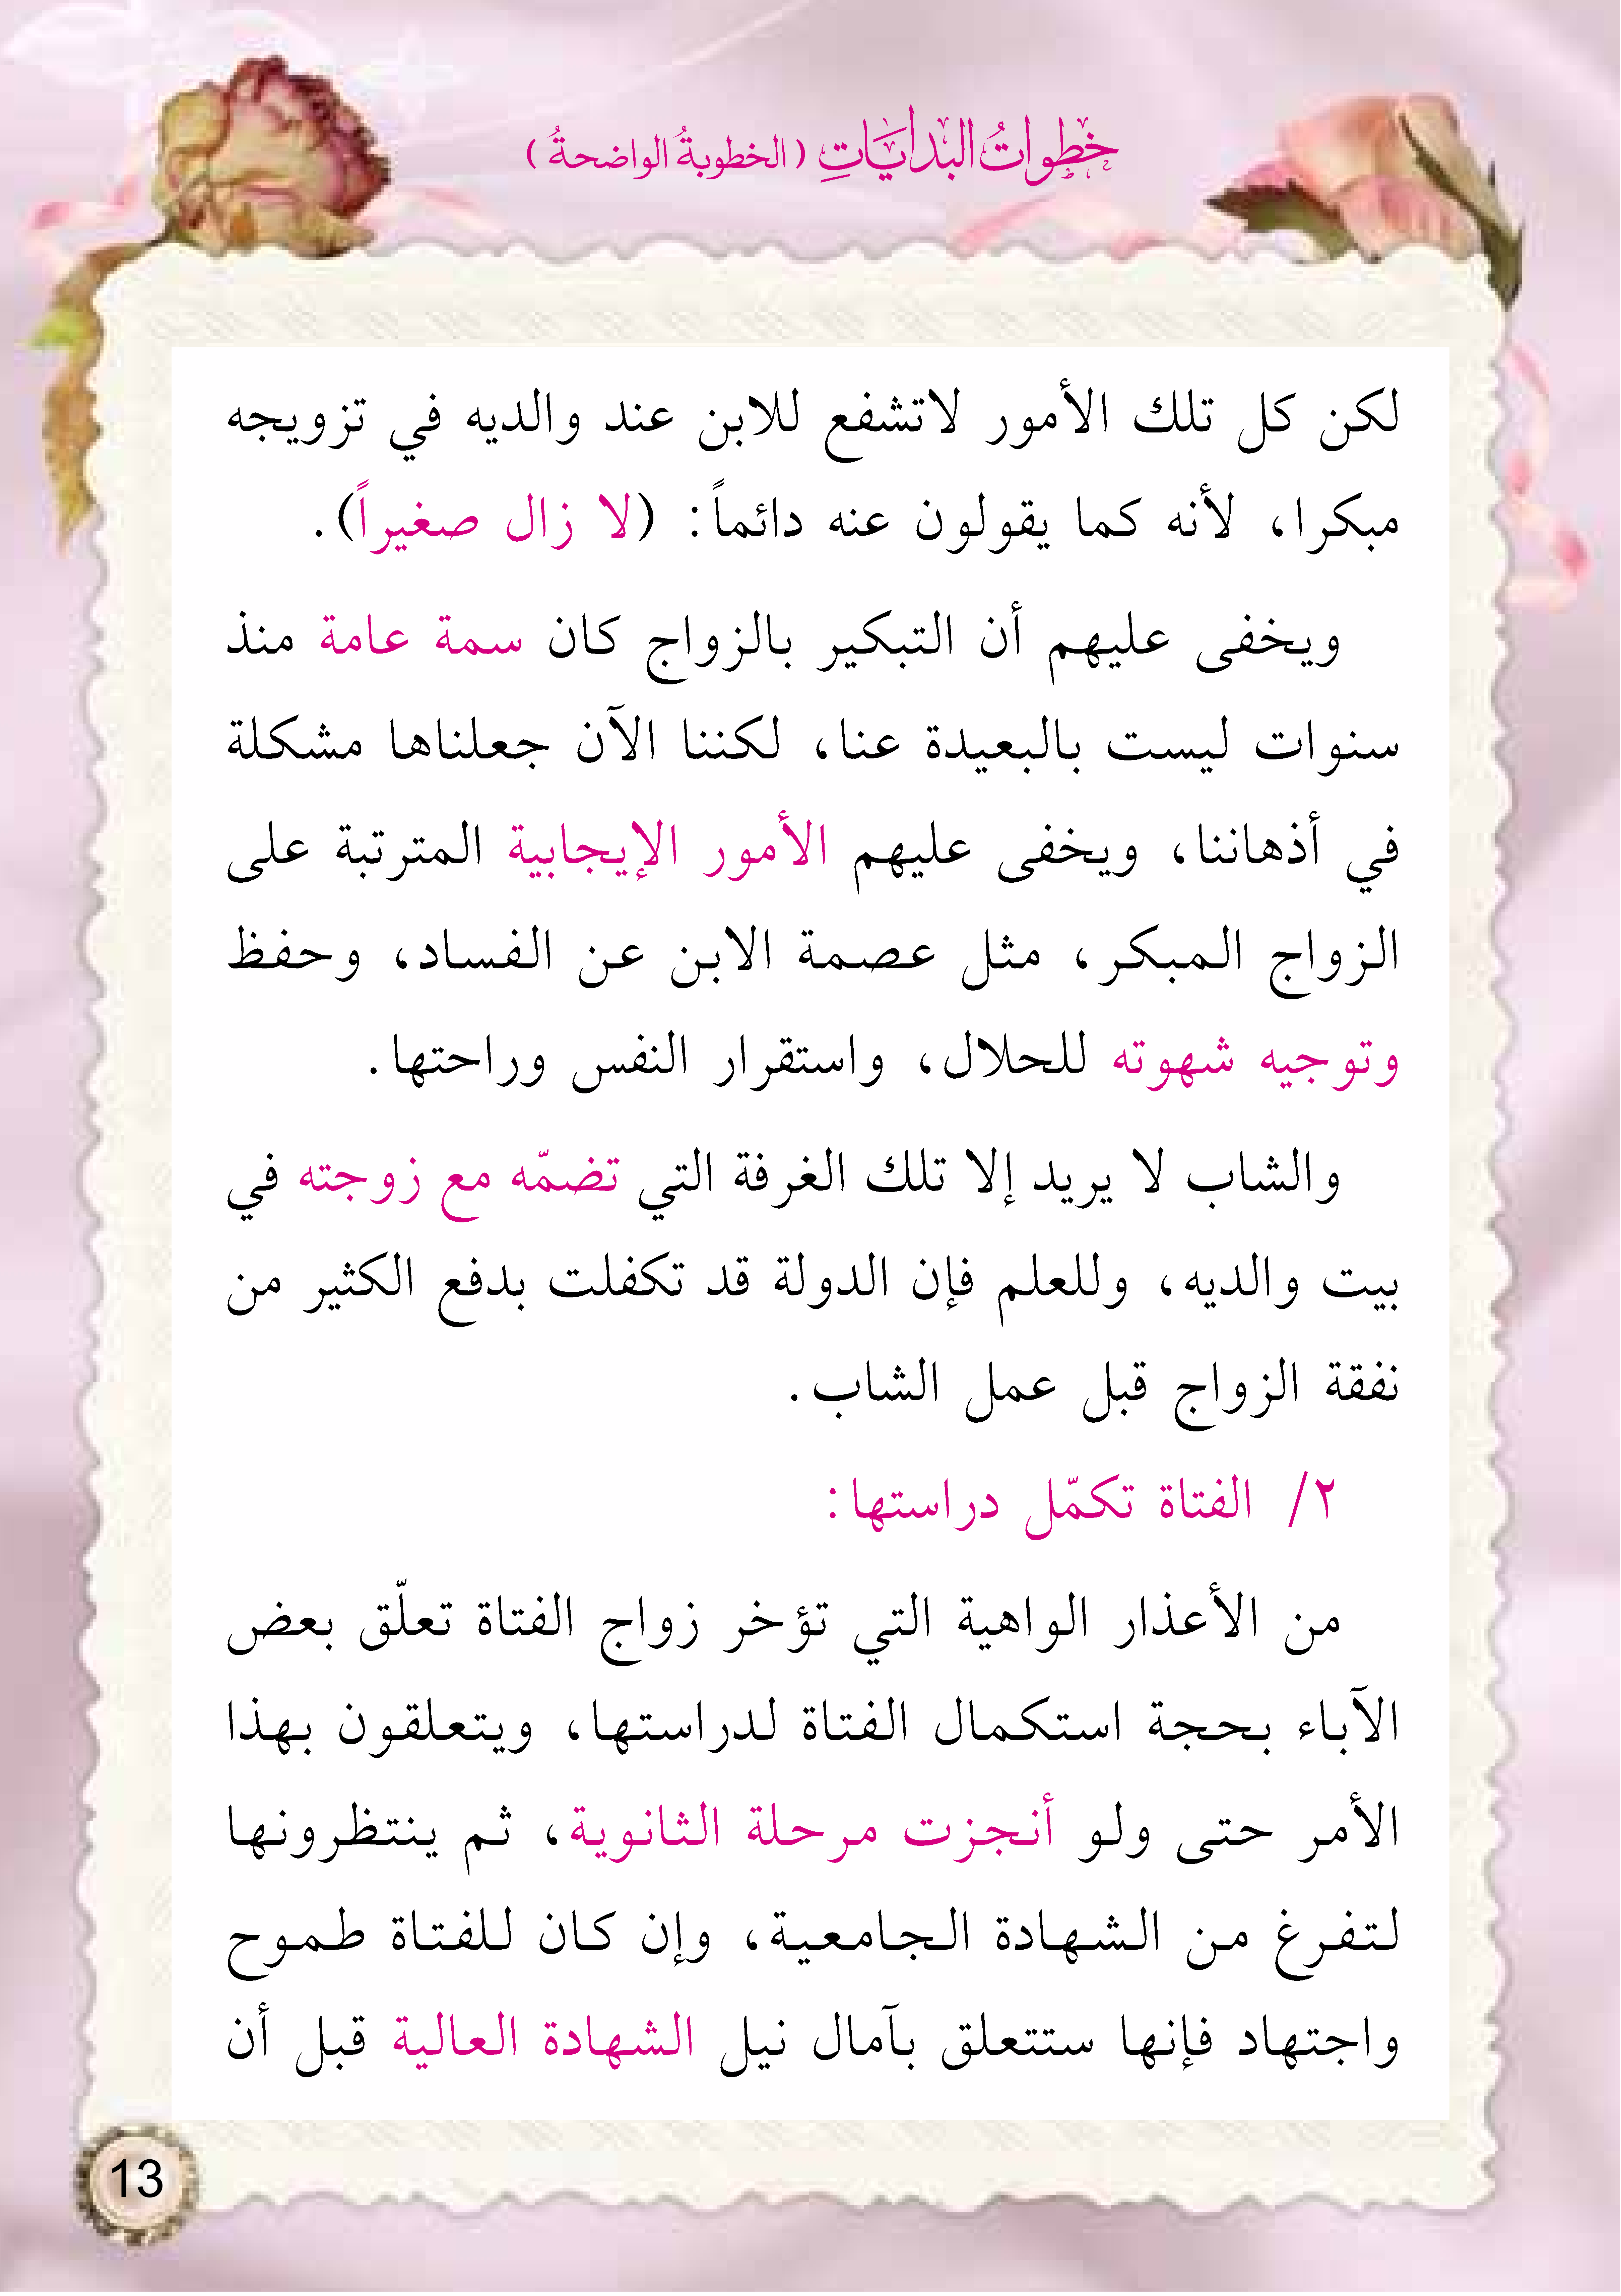 خطواتُ البداياتِ ( الخطوبةُ الواضحةُ )
لكن كل تلك الأمور لاتشفع للابن عند والديه في تزويجه
مبكرا، لأنه كما يقولون عنه دائماً: (لا زال صغيراً).
ويخفى عليهم أن التبكير بالزواج كان سمة عامة منذ
سنوات ليست بالبعيدة عنا، لكننا الآن جعلناها مشكلة
في أذهاننا، ويخفى عليهم الأمور الإيجابية المترتبة على
الزواج المبكر، مثل عصمة الابن عن الفساد، وحفظ
وتوجيه شهوته للحلال، واستقرار النفس وراحتها.
والشاب لا يريد إلا تلك الغرفة التي تضمّه مع زوجته في
بيت والديه، وللعلم فإن الدولة قد تكفلت بدفع الكثير من
نفقة الزواج قبل عمل الشاب.
٢/ الفتاة تكمّل دراستها:
من الأعذار الواهية التي تؤخر زواج الفتاة تعلّق بعض
الآباء بحجة استكمال الفتاة لدراستها، ويتعلقون بهذا
الأمر حتى ولو أنجزت مرحلة الثانوية، ثم ينتظرونها
لتفرغ من الشهادة الجامعية، وإن كان للفتاة طموح
واجتهاد فإنها ستتعلق بآمال نيل الشهادة العالية قبل أن
13